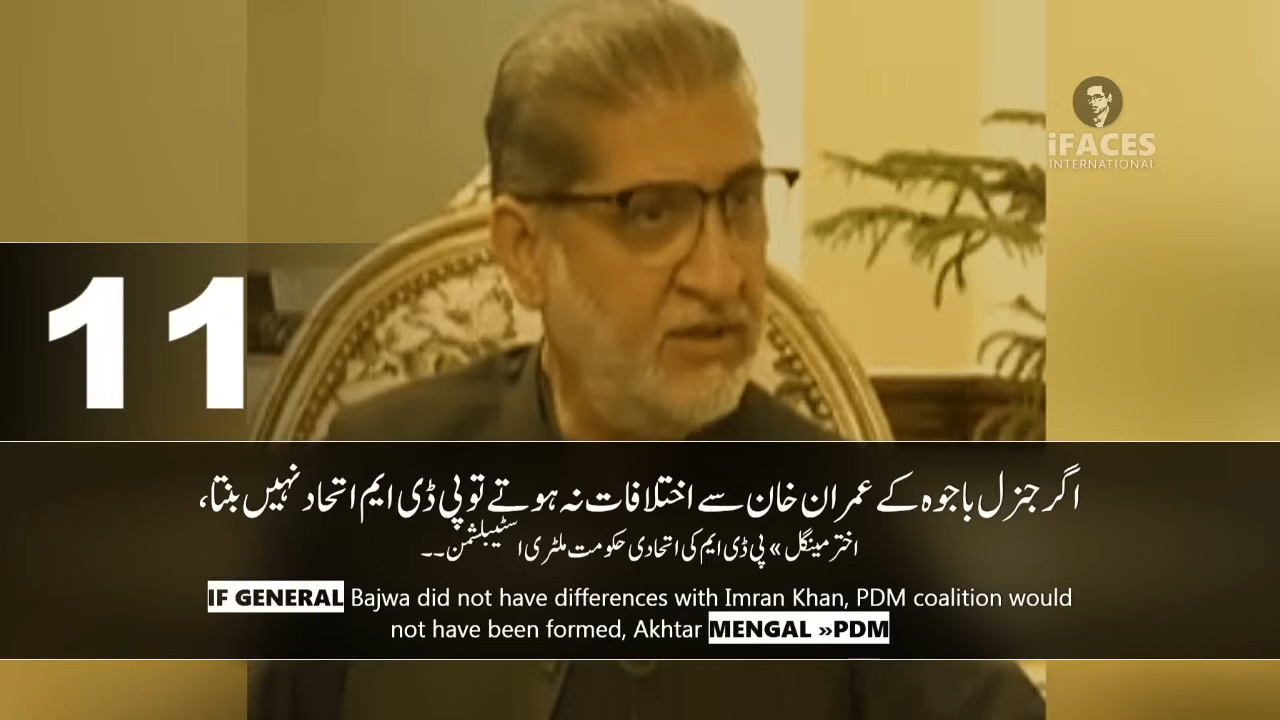 iFACES
INTERNATIONAL
11
اگر جنرل باجوہ کے عمران خان سے اختلافات نہ ہوتے تو پی ڈی ایم اتحاد نہیں بنتا،
اختر مینگل » پی ڈی ایم کی اتحادی حکومت ملٹری اسٹیبلشمن۔۔
IF GENERAL Bajwa did not have differences with Imran Khan, PDM coalition would
not have been formed, Akhtar MENGAL »PDM